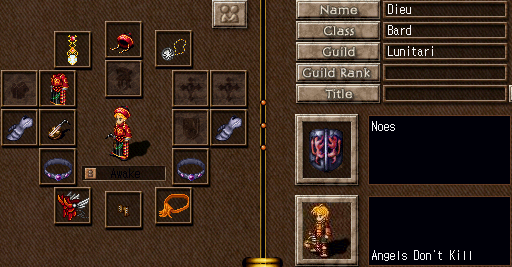 Name Dieu
Class Bard
Guild Lunitari
Guild Rank
Title
Noes
Awake
Angels Don't Kill